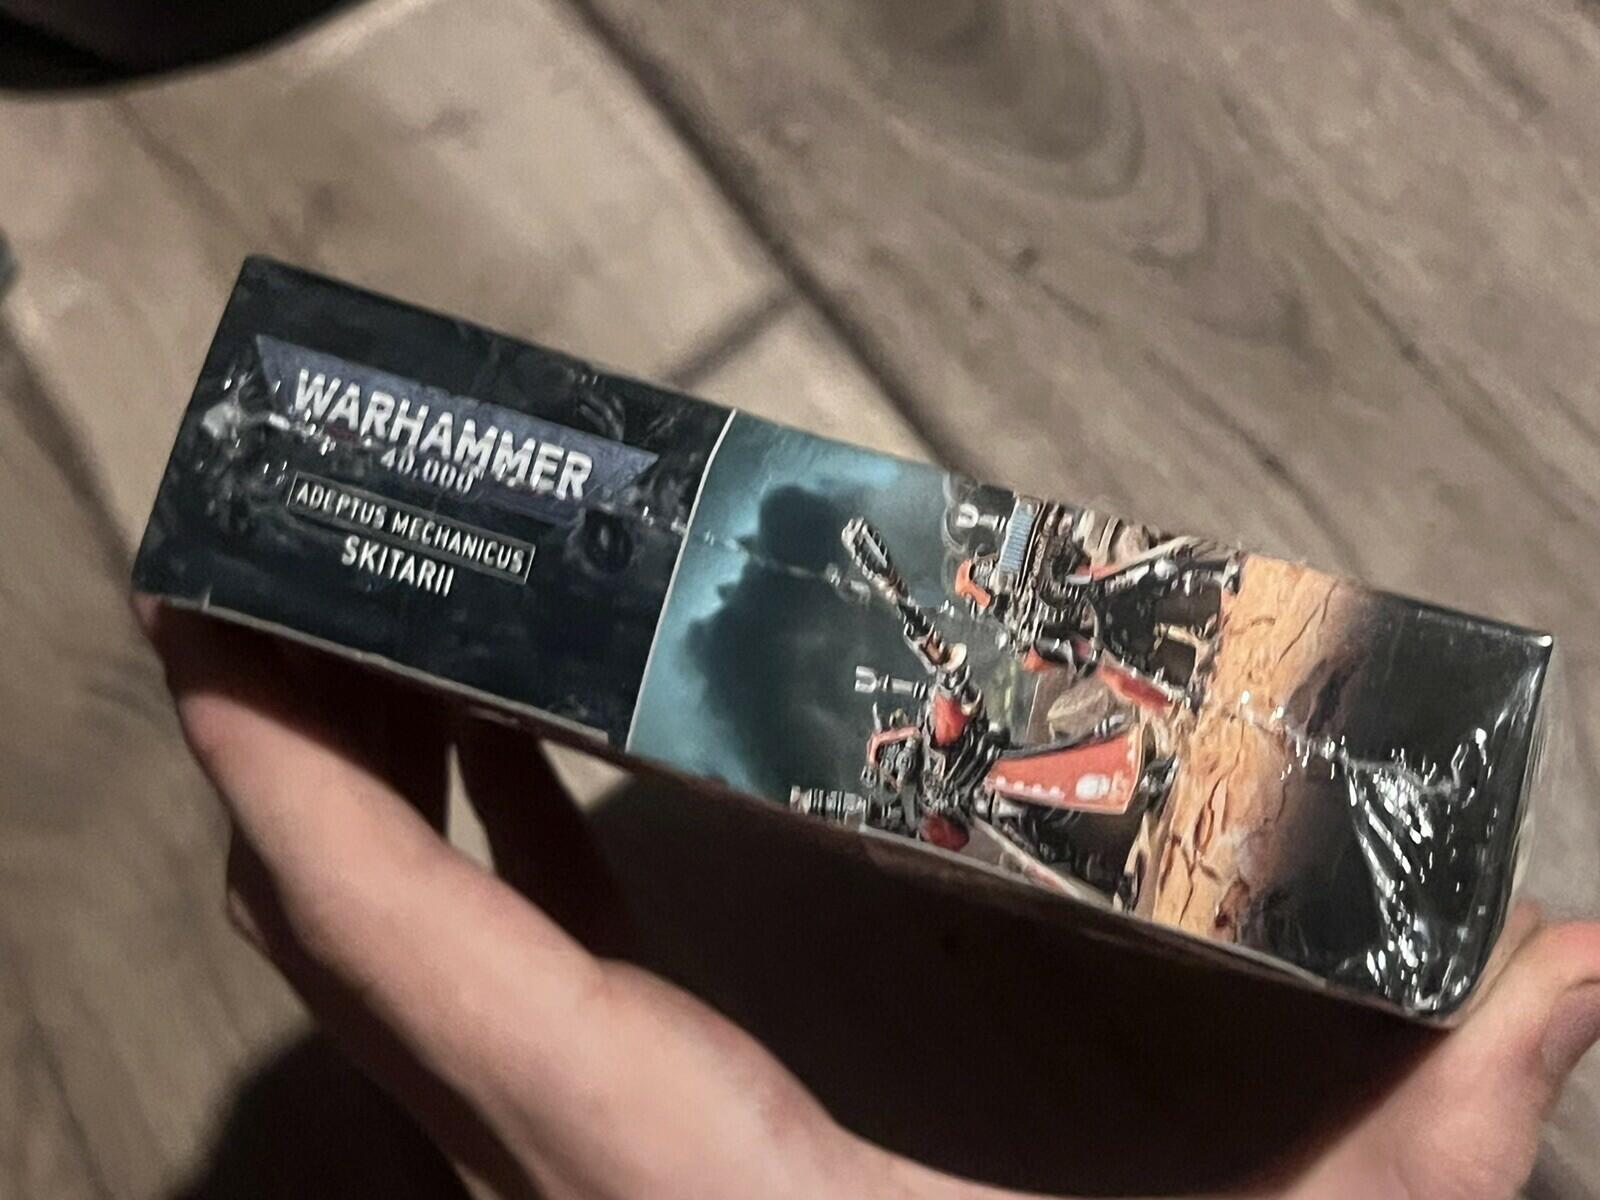 WARHAMMER
40,000
ADEPTUS MECHANICUS
SKITARII